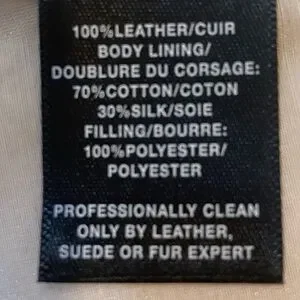 100%LEATHER/CUIR
BODY LINING/
DOUBLURE DU CORSAGE:
70%COTTON/COTON
30%SILK/SOIE
FILLING/BOURRE:
100%POLYESTER/
POLYESTER
PROFESSIONALLY CLEAN
ONLY BY LEATHER,
SUEDE OR FUR EXPERT